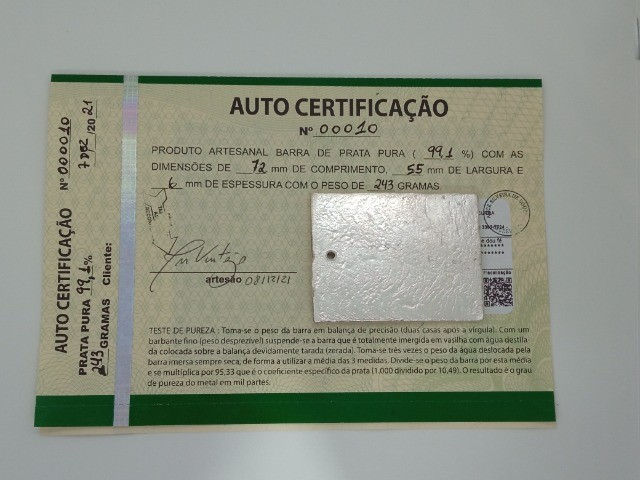 AUTO CERTIFICAÇÃO
Nº 00010
PRODUTO ARTESANAL BARRA DE PRATA PURA ( 99,1 %) COM AS
DIMENSÕES DE 72 mm DE COMPRIMENTO, 55 mm DE LARGURA E
6 mm DE ESPESSURA COM O PESO DE 243 GRAMAS
artesão 08/12/21
TESTE DE PUREZA : Toma-se o peso da barra em balança de precisão (duas casas após a vírgula). Com um
barbante fino (peso desprezível) suspende-se a barra que é totalmente imergida em vasilha com água destila
da colocada sobre a balança devidamente tarada (zerada). Toma-se três vezes o peso da água deslocada pela
barra imersa sempre seca, de forma a utilizar a média das 3 medidas. Divide-se o peso da barra por esta média
e se multiplica por 95,33 que é o coeficiente específico da prata (1,000 dividido por 10,49). O resultado é o grau
de pureza do metal em mil partes.
AUTO CERTIFICAÇÃO Nº 000010
PRATA PURA 99,1% 7 DEZ /2021
243 GRAMAS Cliente: